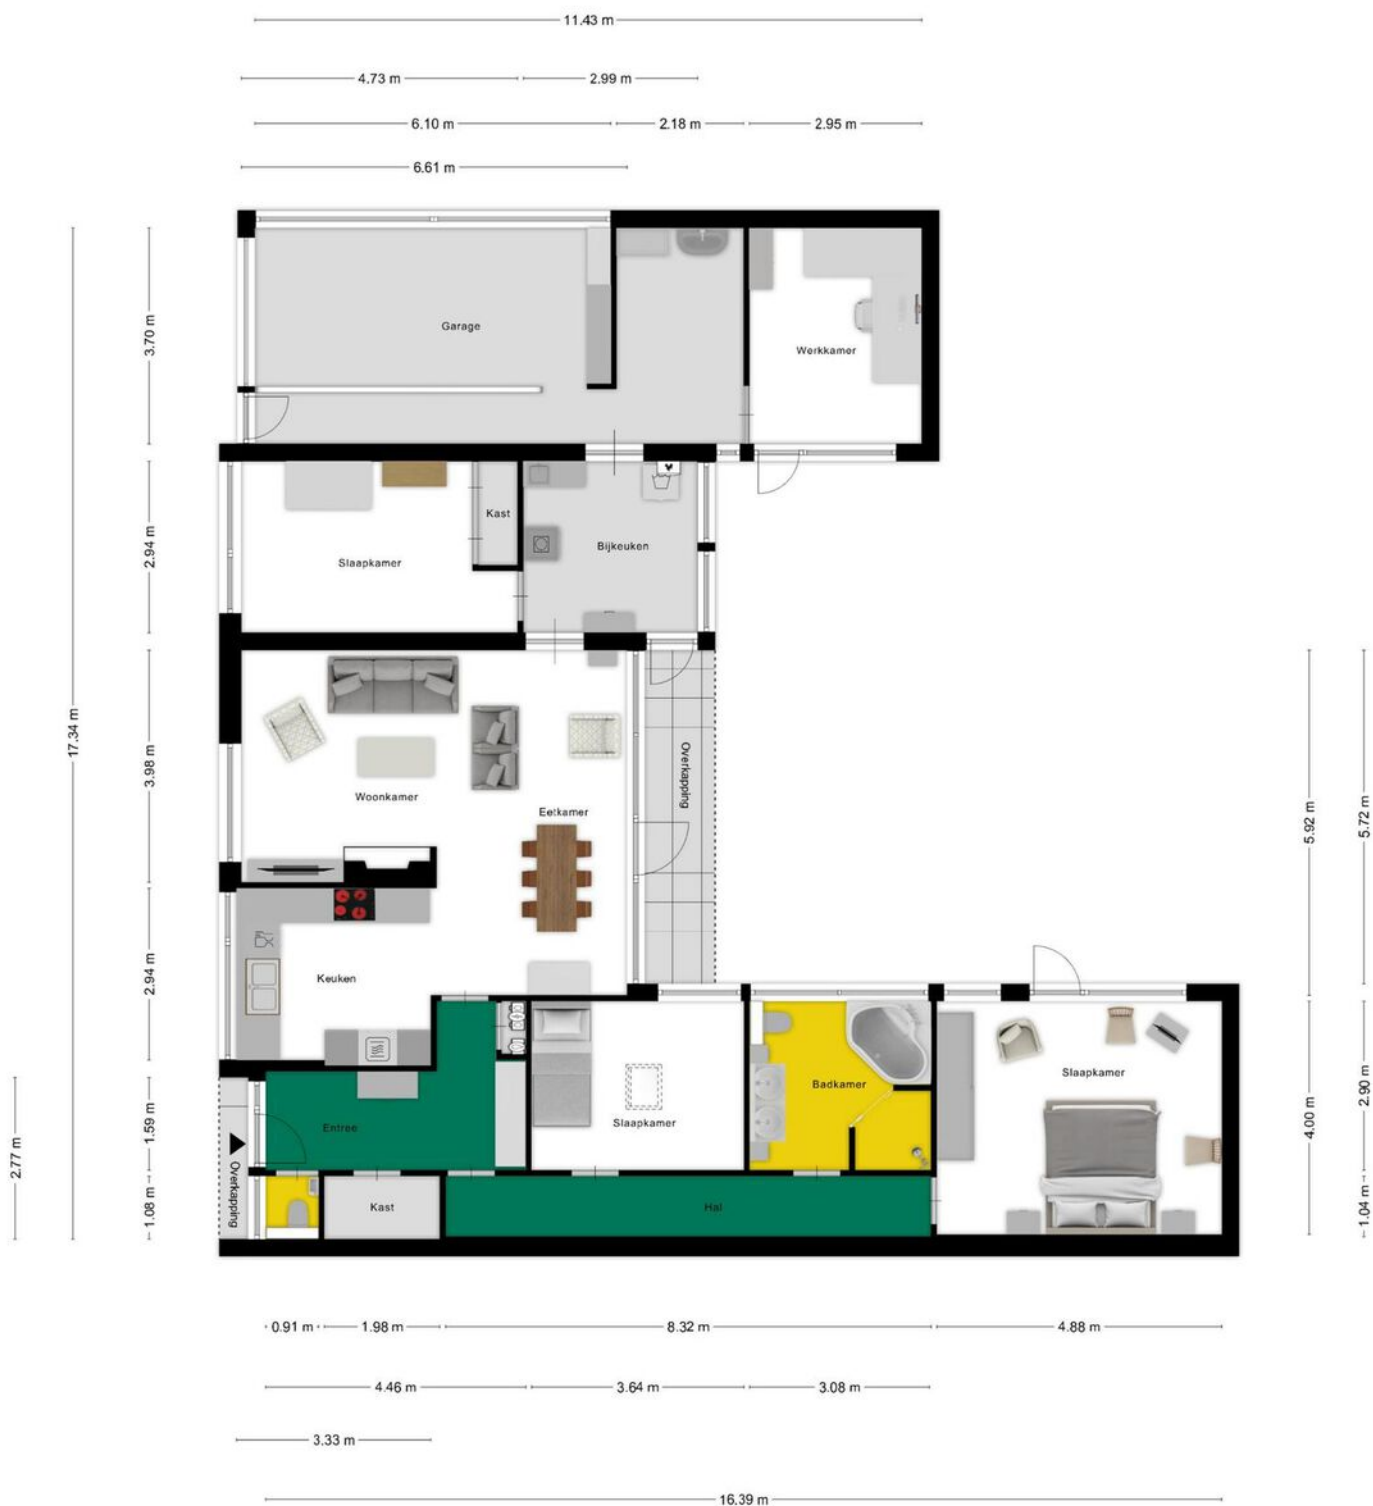 11.43 m
4.73 m
2.99 m
6.10 m
2.18 m
2.95 m
6.61 m
17.34 m
3.70 m
2.94 m
3.98 m
2.94 m
2.77 m
1.59 m
1.08 m
Garage
Werkkamer
Slaapkamer
Kast
Bijkeuken
Woonkamer
Eetkamer
Overkapping
Keuken
Entree
Overkapping
Kast
Hal
Slaapkamer
Badkamer
Slaapkamer
5.92 m
5.72 m
4.00 m
2.90 m
1.04 m
0.91 m
1.98 m
8.32 m
4.88 m
4.46 m
3.64 m
3.08 m
3.33 m
16.39 m